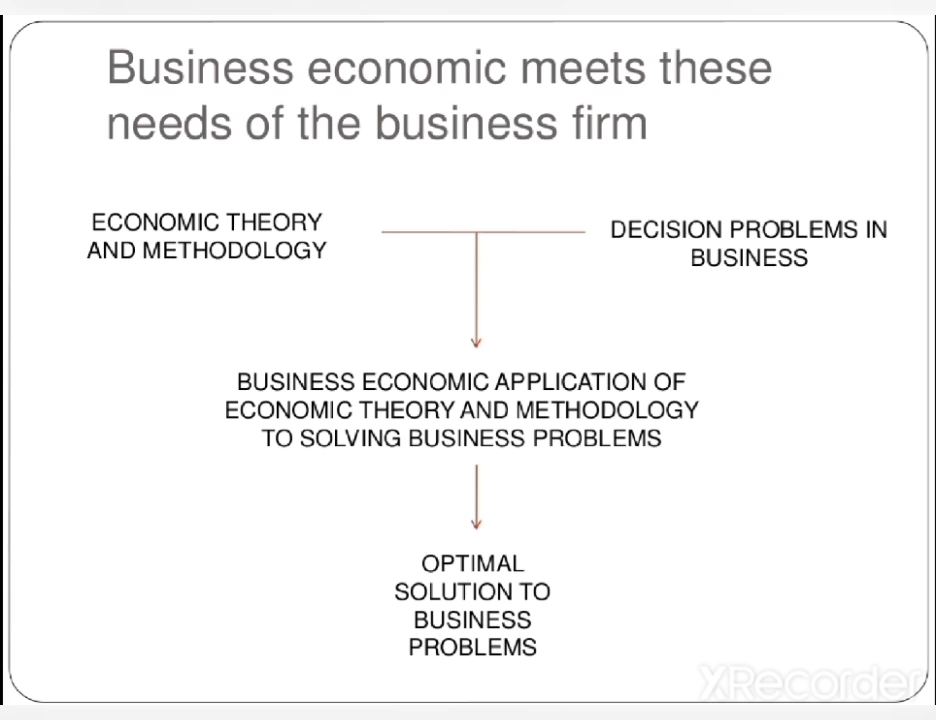 Business economic meets these
needs of the business firm
ECONOMIC THEORY
AND METHODOLOGY
DECISION PROBLEMS IN
BUSINESS
BUSINESS ECONOMIC APPLICATION OF
ECONOMIC THEORY AND METHODOLOGY
TO SOLVING BUSINESS PROBLEMS
OPTIMAL
SOLUTION TO
BUSINESS
PROBLEMS
XRecorder